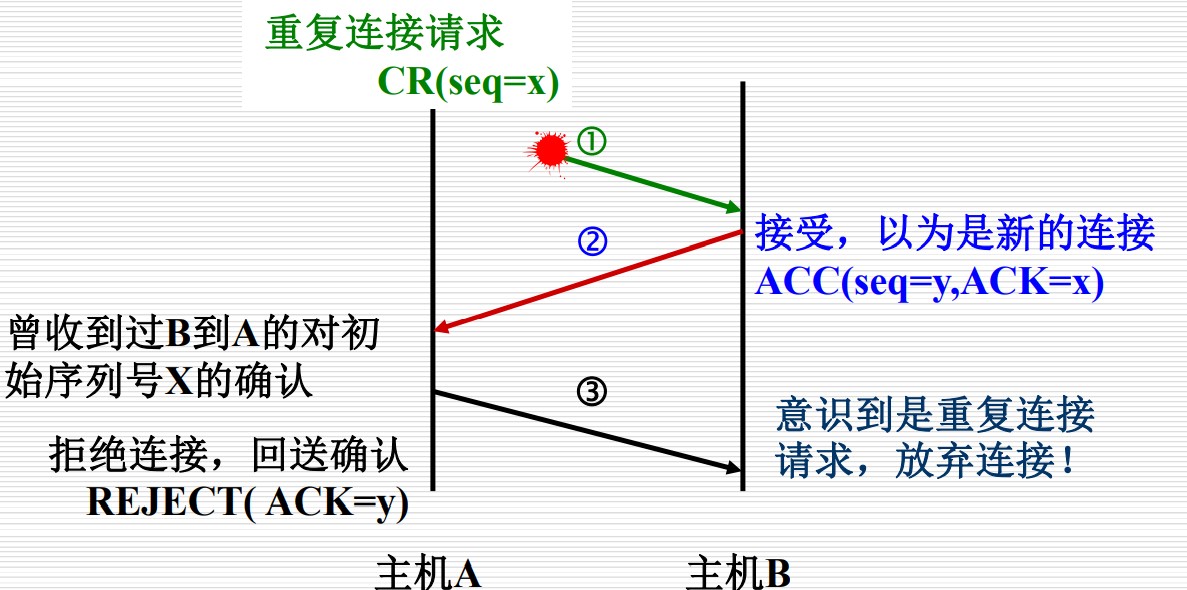 重复连接请求
CR(seq=x)
①
接受，以为是新的连接
②
ACC(seq=y,ACK=x)
曾收到过B到A的对初
始序列号X的确认
③
意识到是重复连接
请求，放弃连接！
拒绝连接，回送确认
REJECT( ACK=y)
主机A
主机B